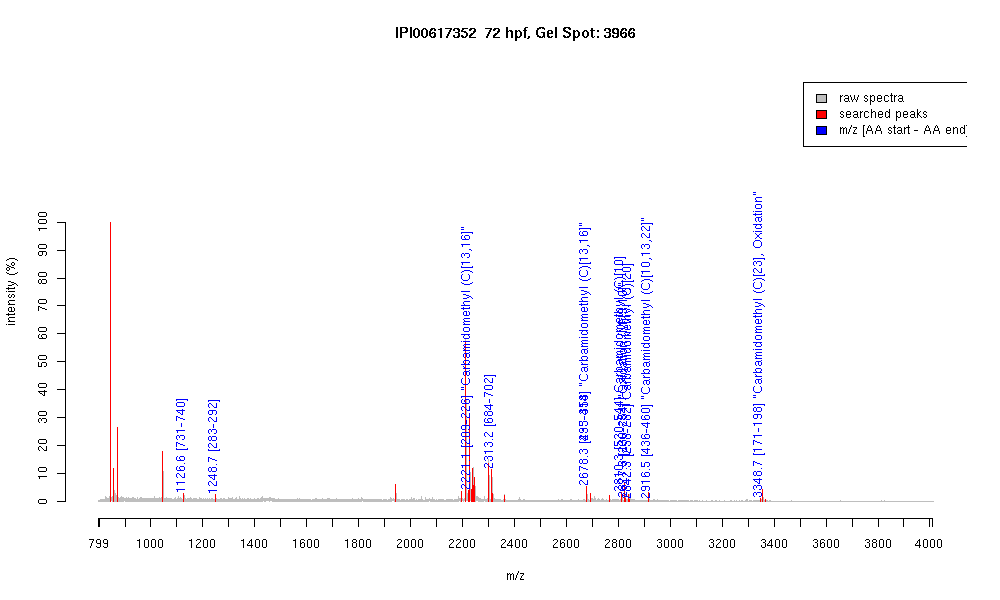 IPI00617352 72 hpf, Gel Spot: 3966
raw spectra
searched peaks
m/z [AA start - AA end]
intensity (%)
100
90
80
70
60
50
40
30
20
10
0
1126.6 [731-740]
1248.7 [283-292]
2221.1 [209-226] "Carbamidomethyl (C)[13,16]"
2313.2 [684-702]
2678.3 "Carbamidomethyl (C)[13,16]"
2916.5 [436-460] "Carbamidomethyl (C)[10,13,22]"
3348.7 [171-198] "Carbamidomethyl (C)[23], Oxidation"
799 1000 1200 1400 1600 1800 2000 2200 2400 2600 2800 3000 3200 3400 3600 3800 4000
m/z